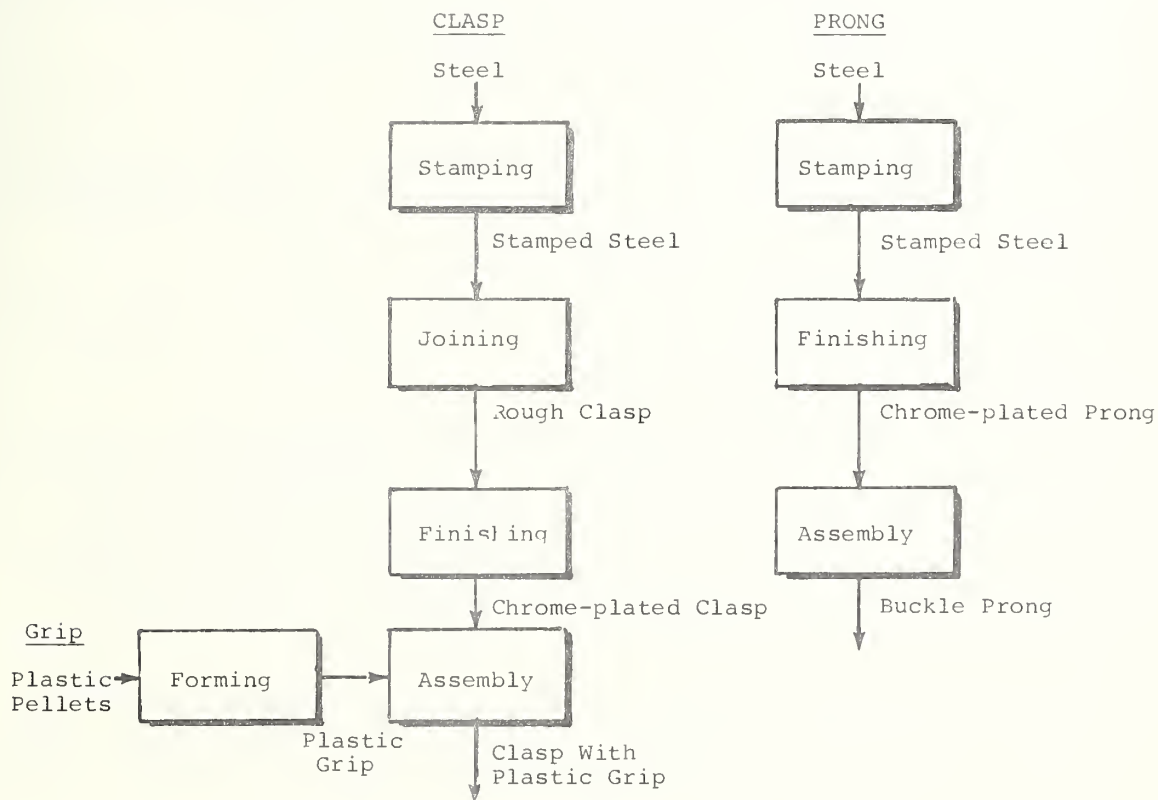 CLASP
PRONG
Steel
Steel
Stamping
Stamping
Stamped Steel
Stamped Steel
Joining
Finishing
Rough Clasp
Chrome-plated Prong
Finishing
Assembly
Chrome-plated Clasp
Buckle Prong
Grip
Plastic
Pellets
Forming
Assembly
Plastic
Grip
Clasp With
Plastic Grip